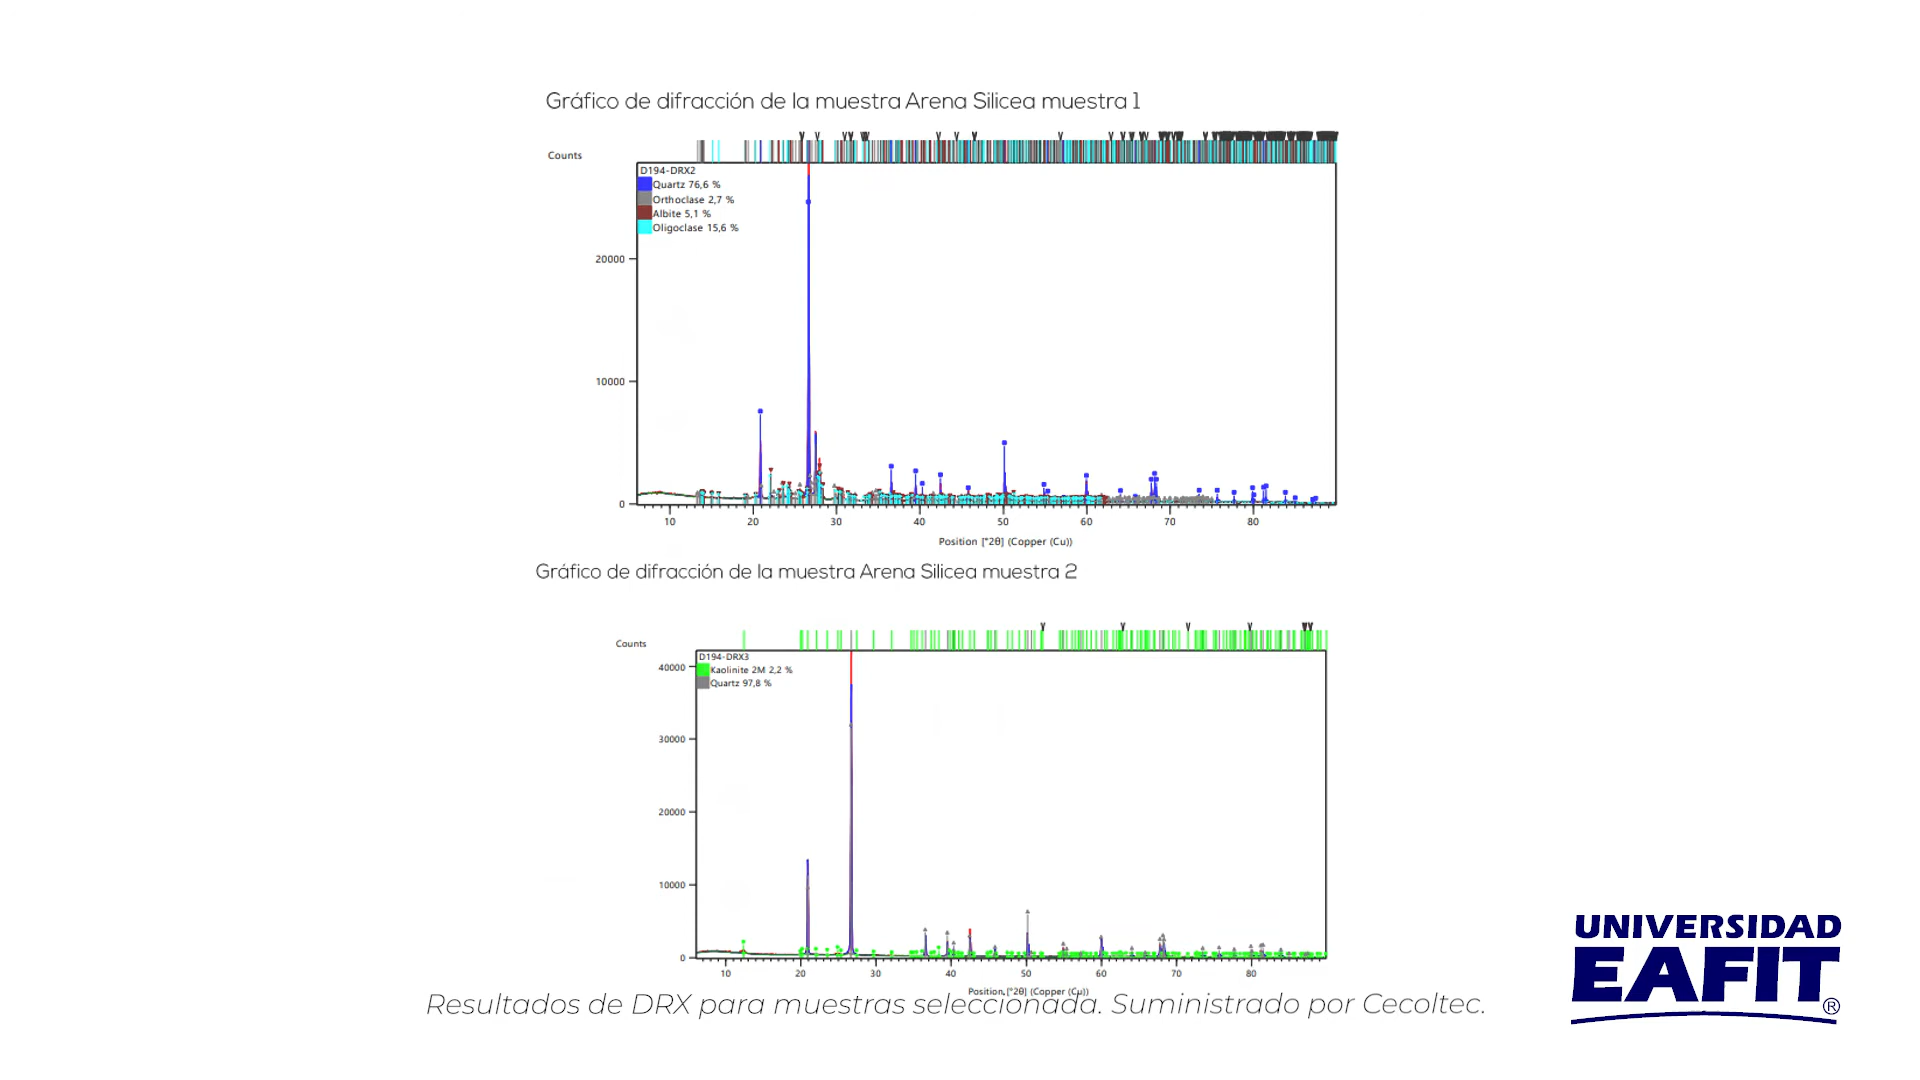 Gráfico de difracción de la muestra Arena Silicea muestra 1
Counts
D194-DRX2
Quartz 76,6 %
Orthoclase 2,7 %
Albite 5,1 %
Oligoclase 15,6 %
20000
10000
0
10 20 30 40 50 60 70 80
Position [°2θ] (Copper (Cu))
Gráfico de difracción de la muestra Arena Silicea muestra 2
Counts
D194-DRX3
Kaolinite 2M 2,2 %
Quartz 97,8 %
40000
30000
20000
10000
0
10 20 30 40 50 60 70 80
Position [°2θ] (Copper (Cu))
Resultados de DRX para muestras seleccionada. Suministrado por Cecoltec.
UNIVERSIDAD
EAFIT®